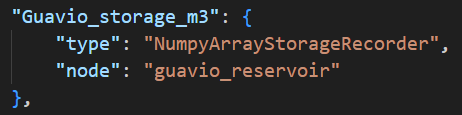 "Guavio_storage_m3": {
    "type": "NumpyArrayStorageRecorder",
    "node": "guavio_reservoir"
},